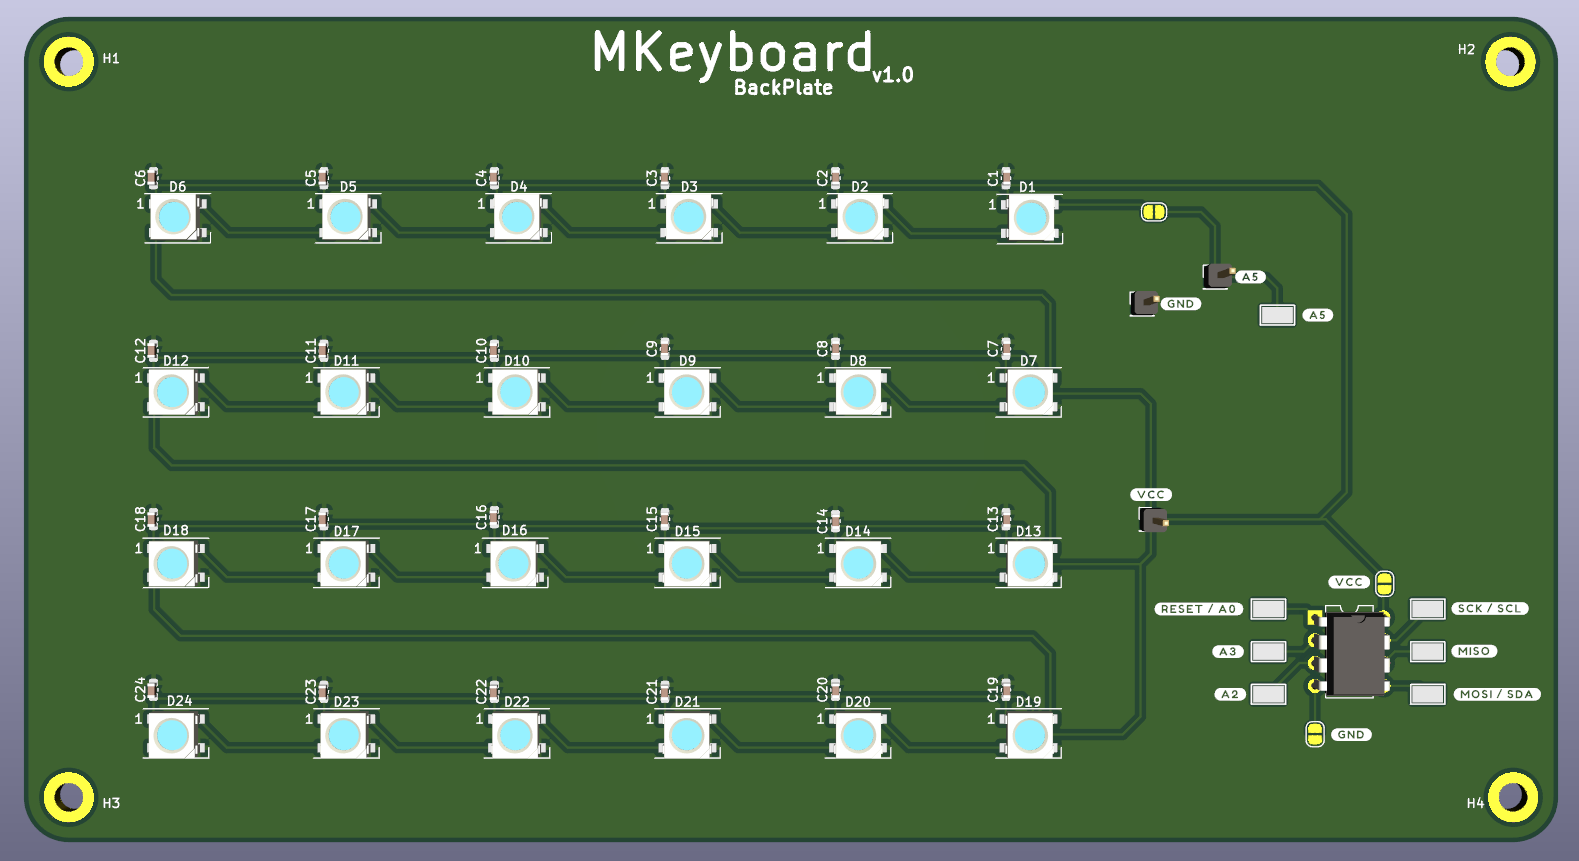 MKeyboard v1.0
BackPlate
H1
H2
C6 C5 C4 C3 C2 C1
D6 D5 D4 D3 D2 D1
1 1 1 1 1 1
A5
GND
A5
C12 C11 C10 C9 C8 C7
D12 D11 D10 D9 D8 D7
1 1 1 1 1 1
VCC
C18 C17 C16 C15 C14 C13
D18 D17 D16 D15 D14 D13
1 1 1 1 1 1
VCC
RESET / A0
SCK / SCL
A3
MISO
A2
MOSI / SDA
C24 C23 C22 C21 C20 C19
D24 D23 D22 D21 D20 D19
1 1 1 1 1 1
GND
H3
H4